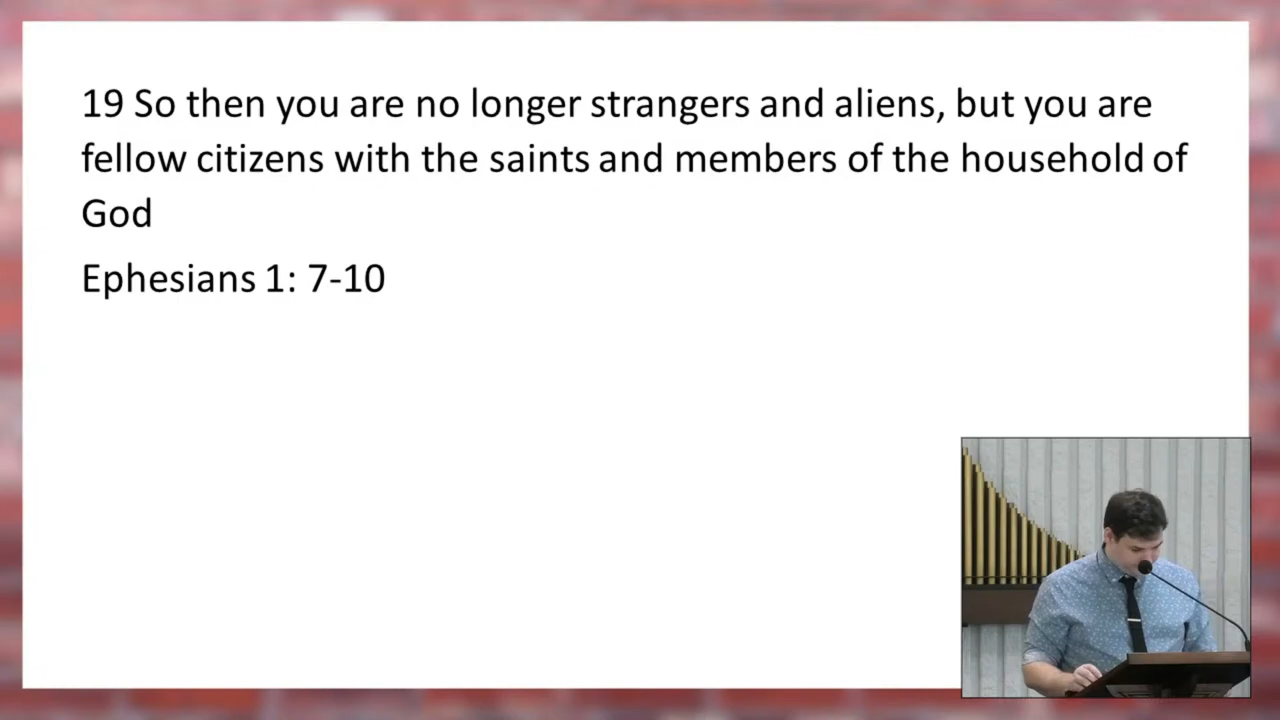 19 So then you are no longer strangers and aliens, but you are
fellow citizens with the saints and members of the household of
God
Ephesians 1: 7-10